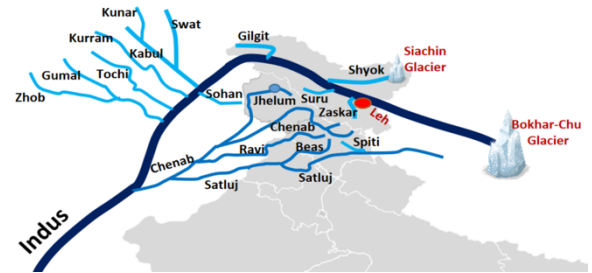 Kunar
Swat
Kurram
Kabul
Gilgit
Siachin
Glacier
Gumal
Tochi
Shyok
Zhob
Sohan
Jhelum
Suru
Zaskar
Leh
Bokhar-Chu
Glacier
Chenab
Chenab
Ravi
Beas
Spiti
Satluj
Satluj
Indus